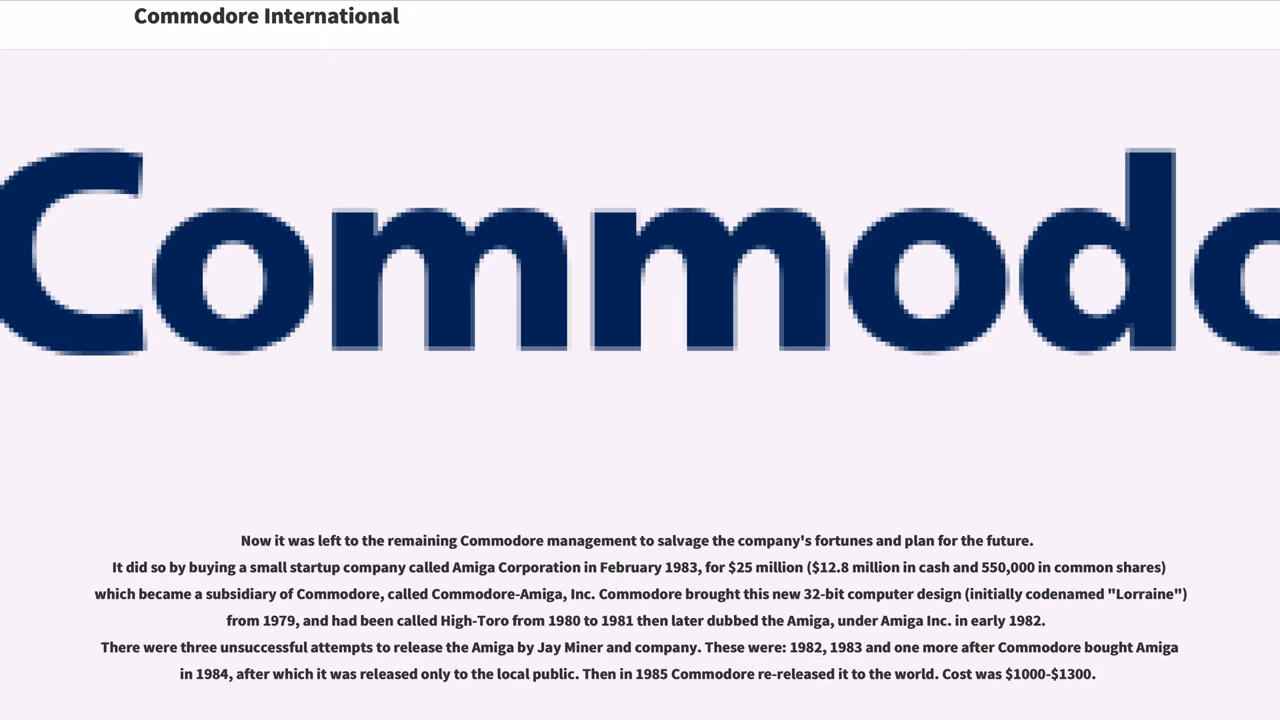 Commodore International
Commodo
Now it was left to the remaining Commodore management to salvage the company's fortunes and plan for the future.
It did so by buying a small startup company called Amiga Corporation in February 1983, for $25 million ($12.8 million in cash and 550,000 in common shares)
which became a subsidiary of Commodore, called Commodore-Amiga, Inc. Commodore brought this new 32-bit computer design (initially codenamed "Lorraine")
from 1979, and had been called High-Toro from 1980 to 1981 then later dubbed the Amiga, under Amiga Inc. in early 1982.
There were three unsuccessful attempts to release the Amiga by Jay Miner and company. These were: 1982, 1983 and one more after Commodore bought Amiga
in 1984, after which it was released only to the local public. Then in 1985 Commodore re-released it to the world. Cost was $1000-$1300.